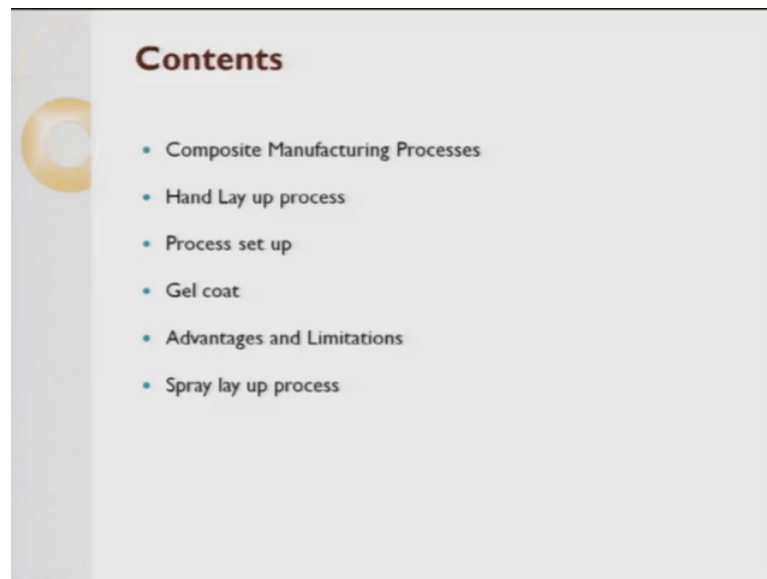 Contents
• Composite Manufacturing Processes
• Hand Lay up process
• Process set up
• Gel coat
• Advantages and Limitations
• Spray lay up process